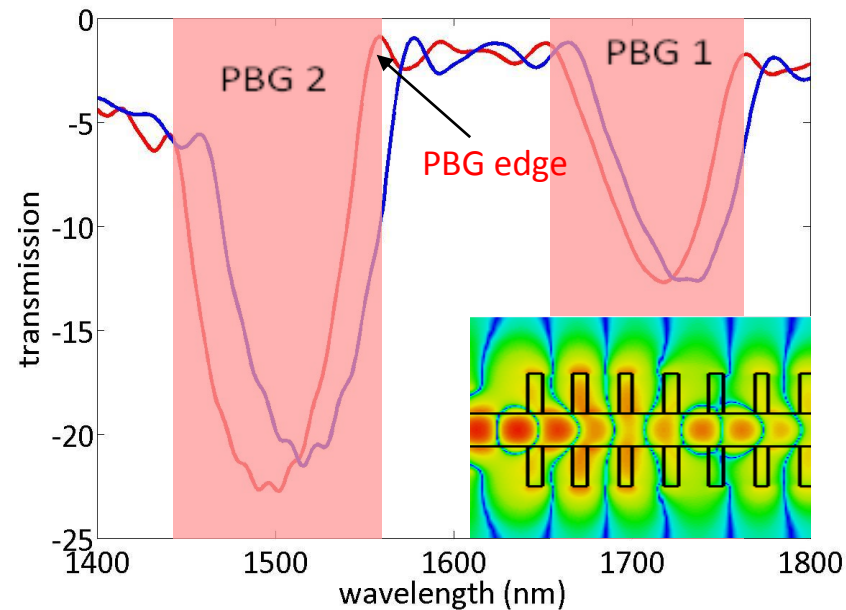 0
PBG 2
PBG 1
-5
PBG edge
-10
transmission
-15
-20
-25
1400
1500
1600
1700
1800
wavelength (nm)